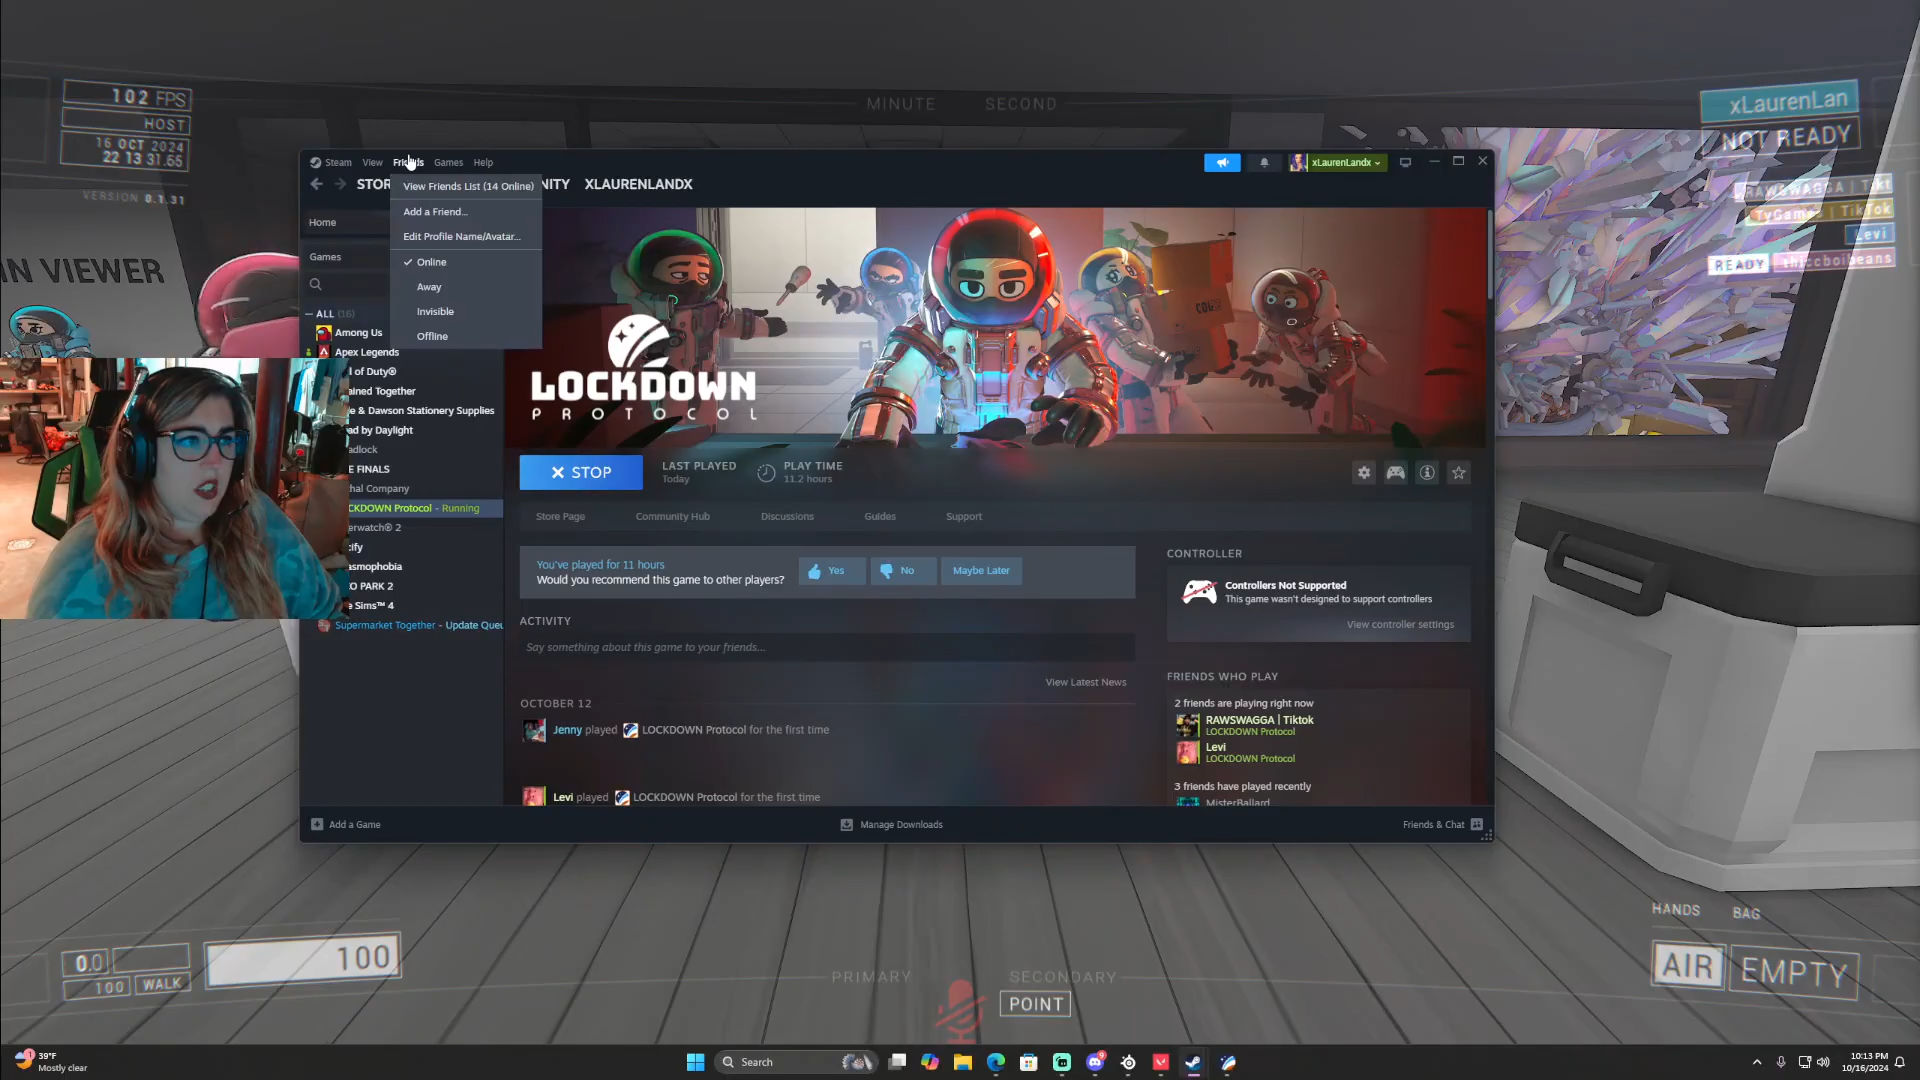 102 FPS
HOST
16 OCT 2024
22 13 31.55
VERSION 0.1.31
MINUTE SECOND
xLaurenLan
NOT READY
RAWSWAGGA | Tikt
TyGame | TikTok
Levi
READY thiccboibeans
IN VIEWER
Steam View Friends Games Help
xLaurenLandx
STOR NITY XLAURENLANDX
View Friends List (14 Online)
Add a Friend...
Edit Profile Name/Avatar...
Online
Away
Invisible
Offline
Home
Games
ALL (16)
Among Us
Apex Legends
l of Duty®
ained Together
e & Dawson Stationery Supplies
ad by Daylight
adlock
E FINALS
hal Company
CKDOWN Protocol - Running
erwatch 2
cify
asmophobia
CO PARK 2
e Sims™ 4
Supermarket Together - Update Queu
LOCKDOWN
PROTOCOL
STOP
LAST PLAYED
Today
PLAY TIME
11.2 hours
Store Page Community Hub Discussions Guides Support
You've played for 11 hours
Would you recommend this game to other players?
Yes No Maybe Later
ACTIVITY
Say something about this game to your friends...
View Latest News
OCTOBER 12
Jenny played LOCKDOWN Protocol for the first time
Levi played LOCKDOWN Protocol for the first time
CONTROLLER
Controllers Not Supported
This game wasn't designed to support controllers
View controller settings
FRIENDS WHO PLAY
2 friends are playing right now
RAWSWAGGA | Tiktok
LOCKDOWN Protocol
Levi
LOCKDOWN Protocol
3 friends have played recently
MisterBallard
Add a Game
Manage Downloads
Friends & Chat
HANDS BAG
AIR EMPTY
0.0
100
100 WALK
PRIMARY SECONDARY
POINT
39°F
Mostly clear
Search
10:13 PM
10/16/2024